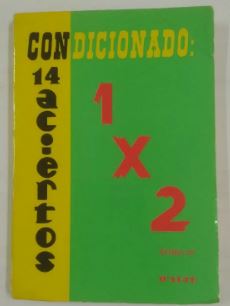 CONDICIONADO:
14
aciertos
1
X
2